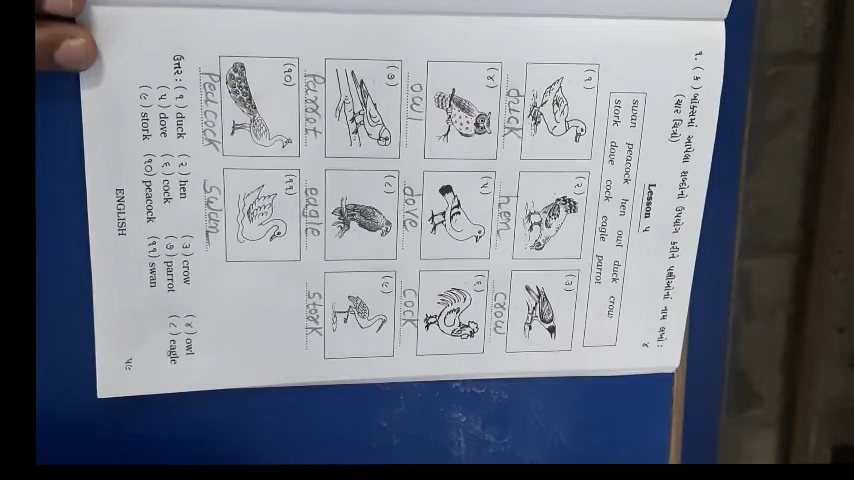 Lesson ૫
૧. (ક) બૉક્સમાં આપેલા શબ્દોનો ઉપયોગ કરીને પક્ષીઓનાં નામ લખો :
(ચાર ચિત્રો) ૪
swan peacock hen owl duck crow
stork dove cock eagle parrot
(૧) (૨) (૩)
duck hen crow
(૪) (૫) (૬)
owl dove cock
(૭) (૮) (૯)
Parrot eagle stork
(૧૦) (૧૧)
Peacock swan
ઉત્તર : (૧) duck (૨) hen (૩) crow (૪) owl
(૫) dove (૬) cock (૭) parrot (૮) eagle
(૯) stork (૧૦) peacock (૧૧) swan
ENGLISH ૫૯